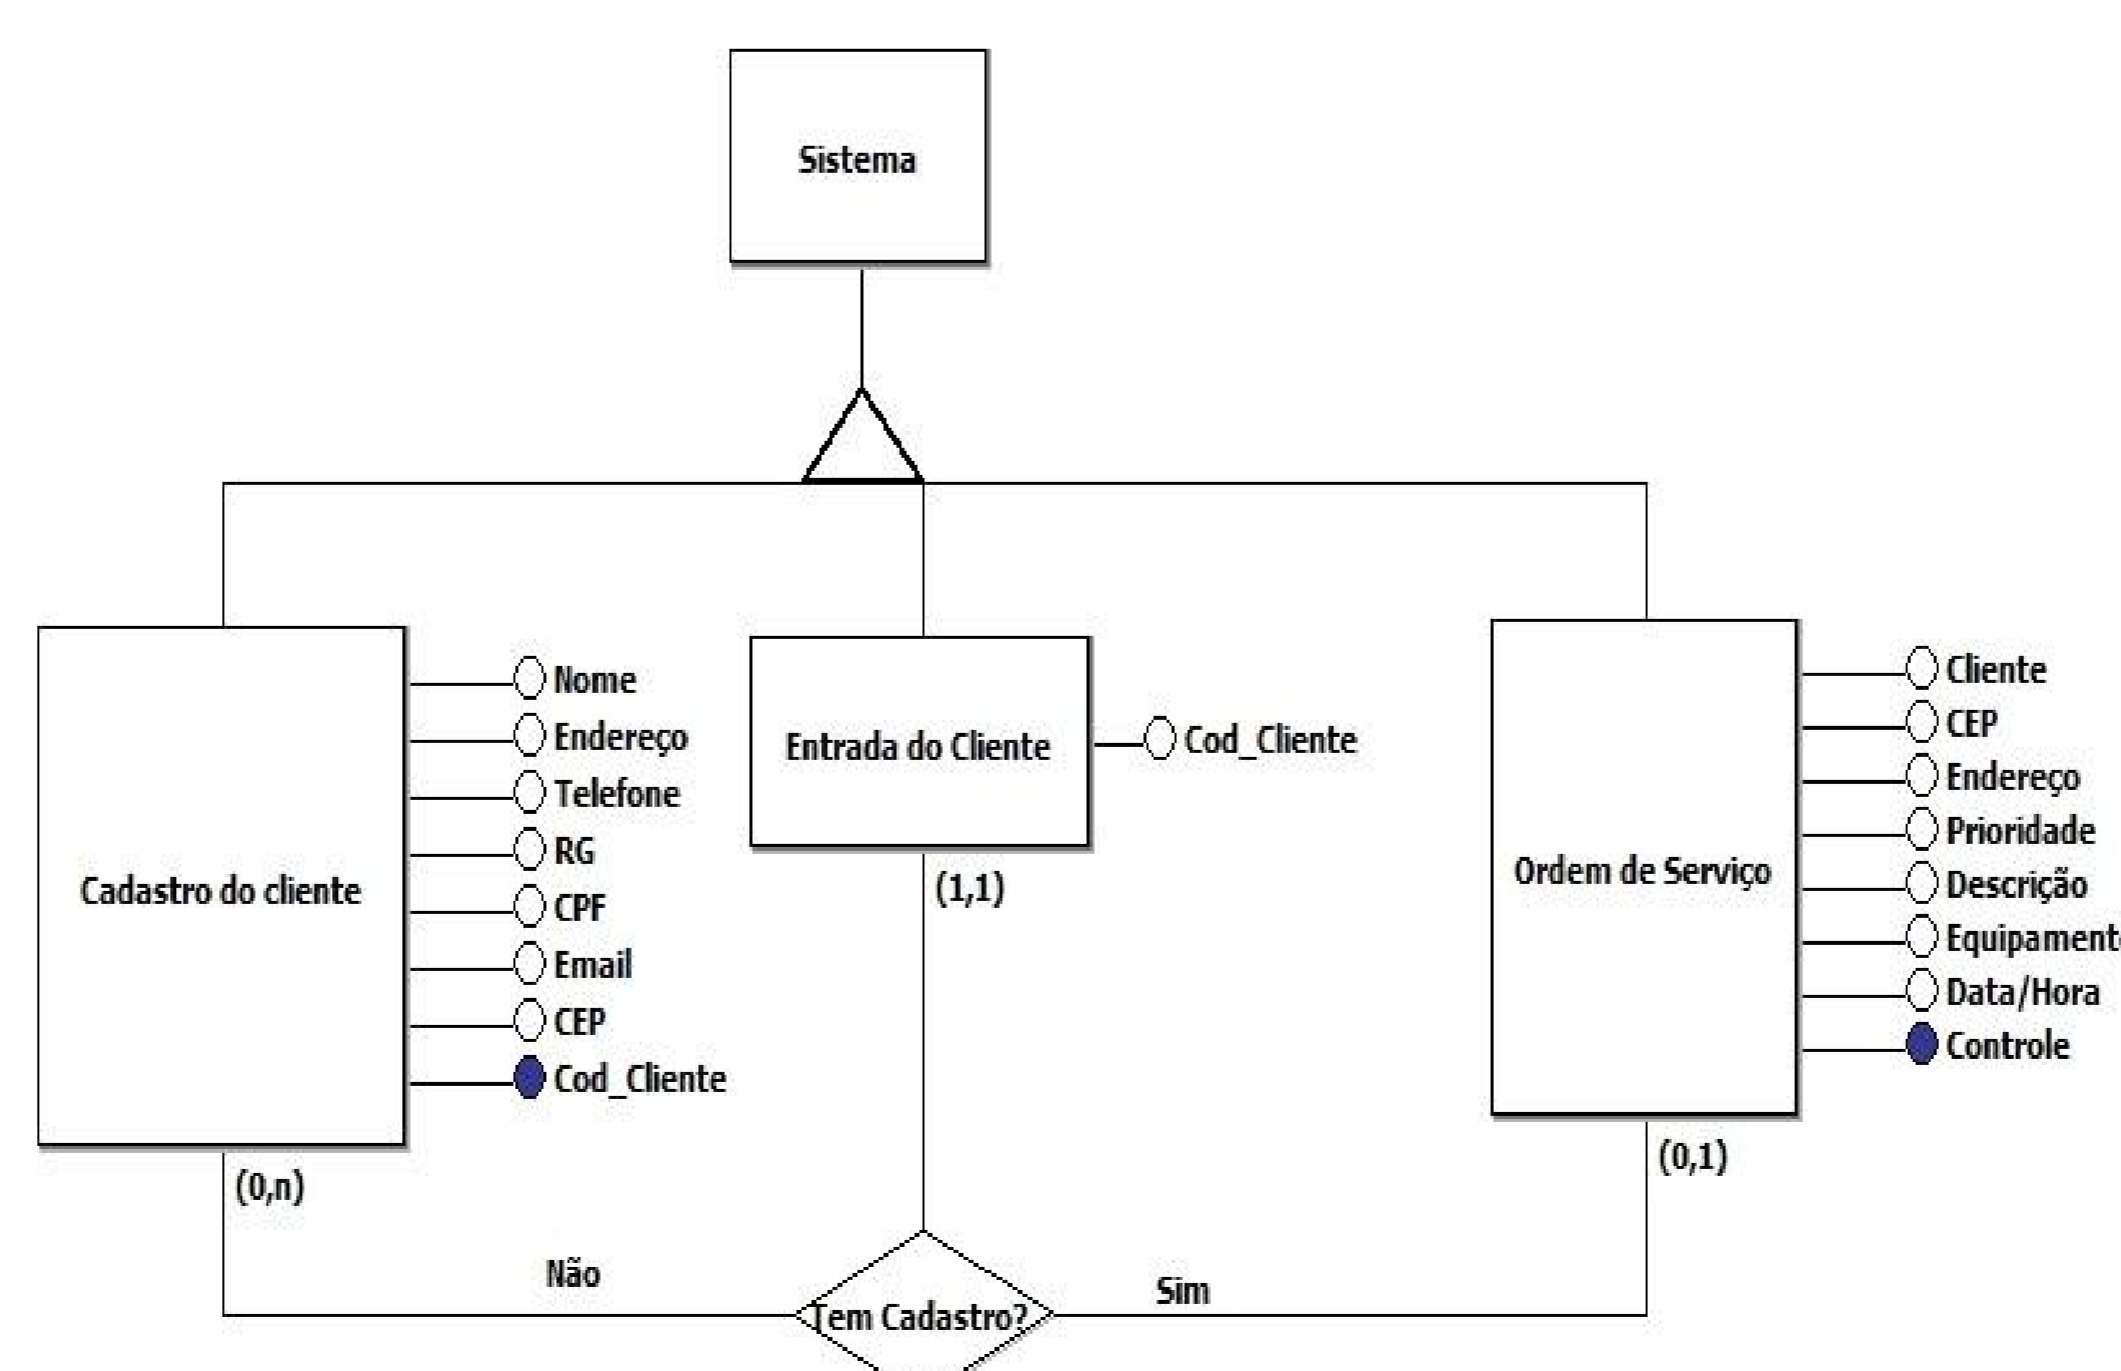 Sistema
Cadastro do cliente
Nome
Endereço
Telefone
RG
CPF
Email
CEP
Cod_Cliente
(0,n)
Entrada do Cliente
Cod_Cliente
(1,1)
Ordem de Serviço
Cliente
CEP
Endereço
Prioridade
Descrição
Data/Hora
Controle
(0,1)
Não
Tem Cadastro?
Sim